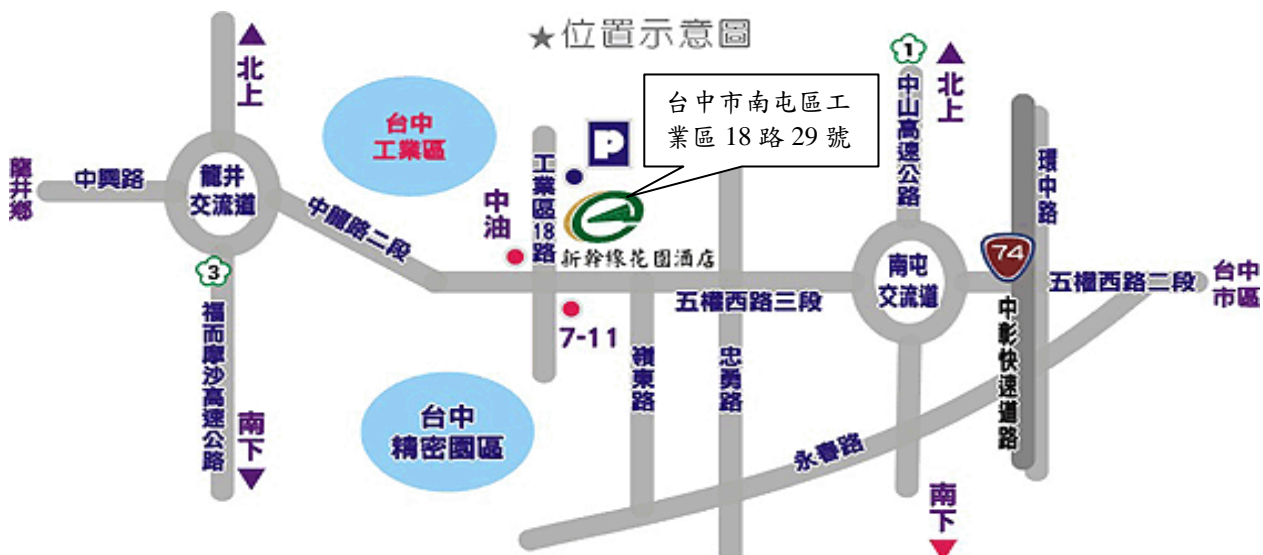 ★位置示意圖
北上
台中
工業區
P
台中市南屯區工
業區 18 路 29 號
1
北上
中山高速公路
環中路
龍井鄉
中興路
龍井
交流道
中龍路二段
中油
工業區18路
新幹線花園酒店
南屯
交流道
74
台中
市區
3
五權西路三段
五權西路二段
7-11
福而摩沙高速公路
嶺東路
忠勇路
中彰快速道路
台中
精密園區
永春路
南下
南下